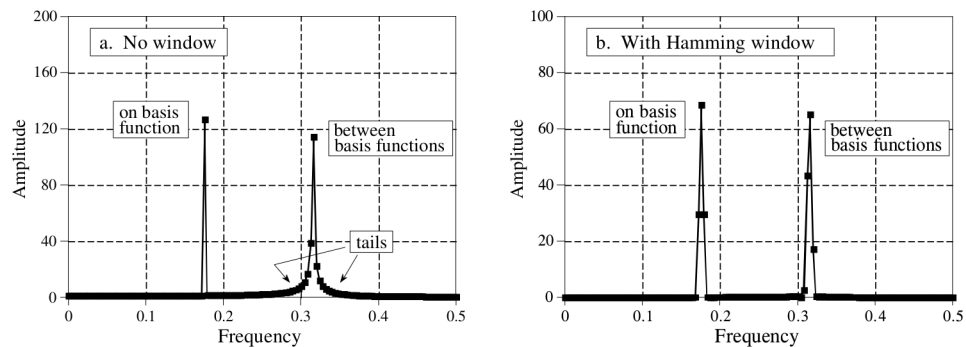 a. No window
200
160
120
80
40
0
Amplitude
on basis
function
between
basis functions
tails
0
0.1
0.2
0.3
0.4
0.5
Frequency
b. With Hamming window
100
80
60
40
20
0
Amplitude
on basis
function
between
basis functions
0
0.1
0.2
0.3
0.4
0.5
Frequency